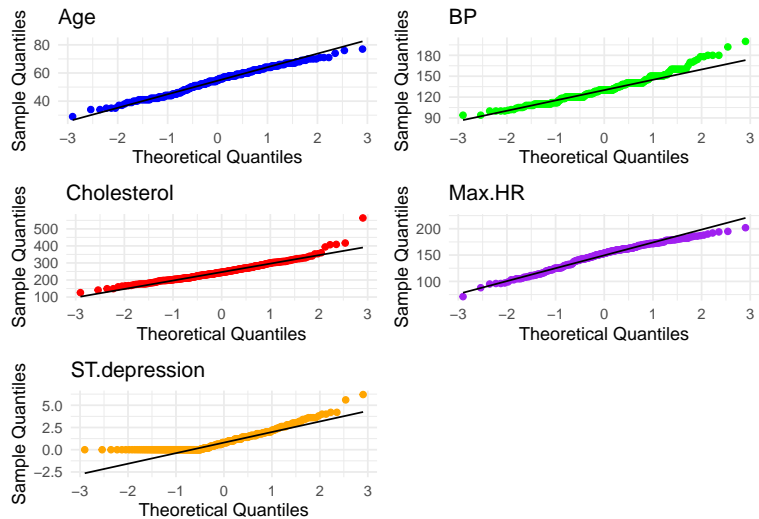 Age
Sample Quantiles
80
60
40
−3 −2 −1 0 1 2 3
Theoretical Quantiles
BP
Sample Quantiles
180
150
120
90
−3 −2 −1 0 1 2 3
Theoretical Quantiles
Cholesterol
Sample Quantiles
500
400
300
200
100
−3 −2 −1 0 1 2 3
Theoretical Quantiles
Max.HR
Sample Quantiles
200
150
100
−3 −2 −1 0 1 2 3
Theoretical Quantiles
ST.depression
Sample Quantiles
5.0
2.5
0.0
−2.5
−3 −2 −1 0 1 2 3
Theoretical Quantiles